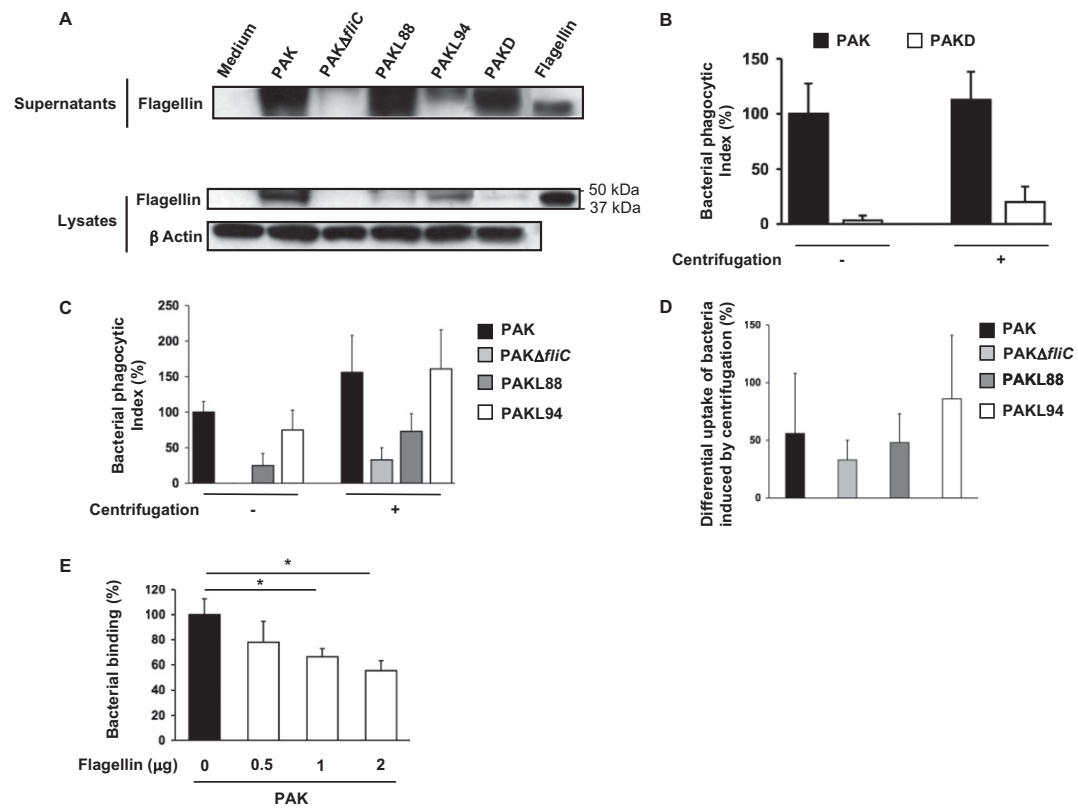 A
Medium PAK PAKΔfliC PAKL88 PAKL94 PAKD Flagellin
Supernatants Flagellin
Lysates Flagellin
50 kDa
37 kDa
β Actin
B
PAK PAKD
Bacterial phagocytic
Index (%)
150
100
50
0
Centrifugation - +
C
Bacterial phagocytic
Index (%)
250
200
150
100
50
0
PAK
PAKΔfliC
PAKL88
PAKL94
Centrifugation - +
D
Differential uptake of bacteria
induced by centrifugation (%)
150
100
50
0
PAK
PAKΔfliC
PAKL88
PAKL94
E
Bacterial binding (%)
120
100
80
60
40
20
0
*
*
Flagellin (μg) 0 0.5 1 2
PAK